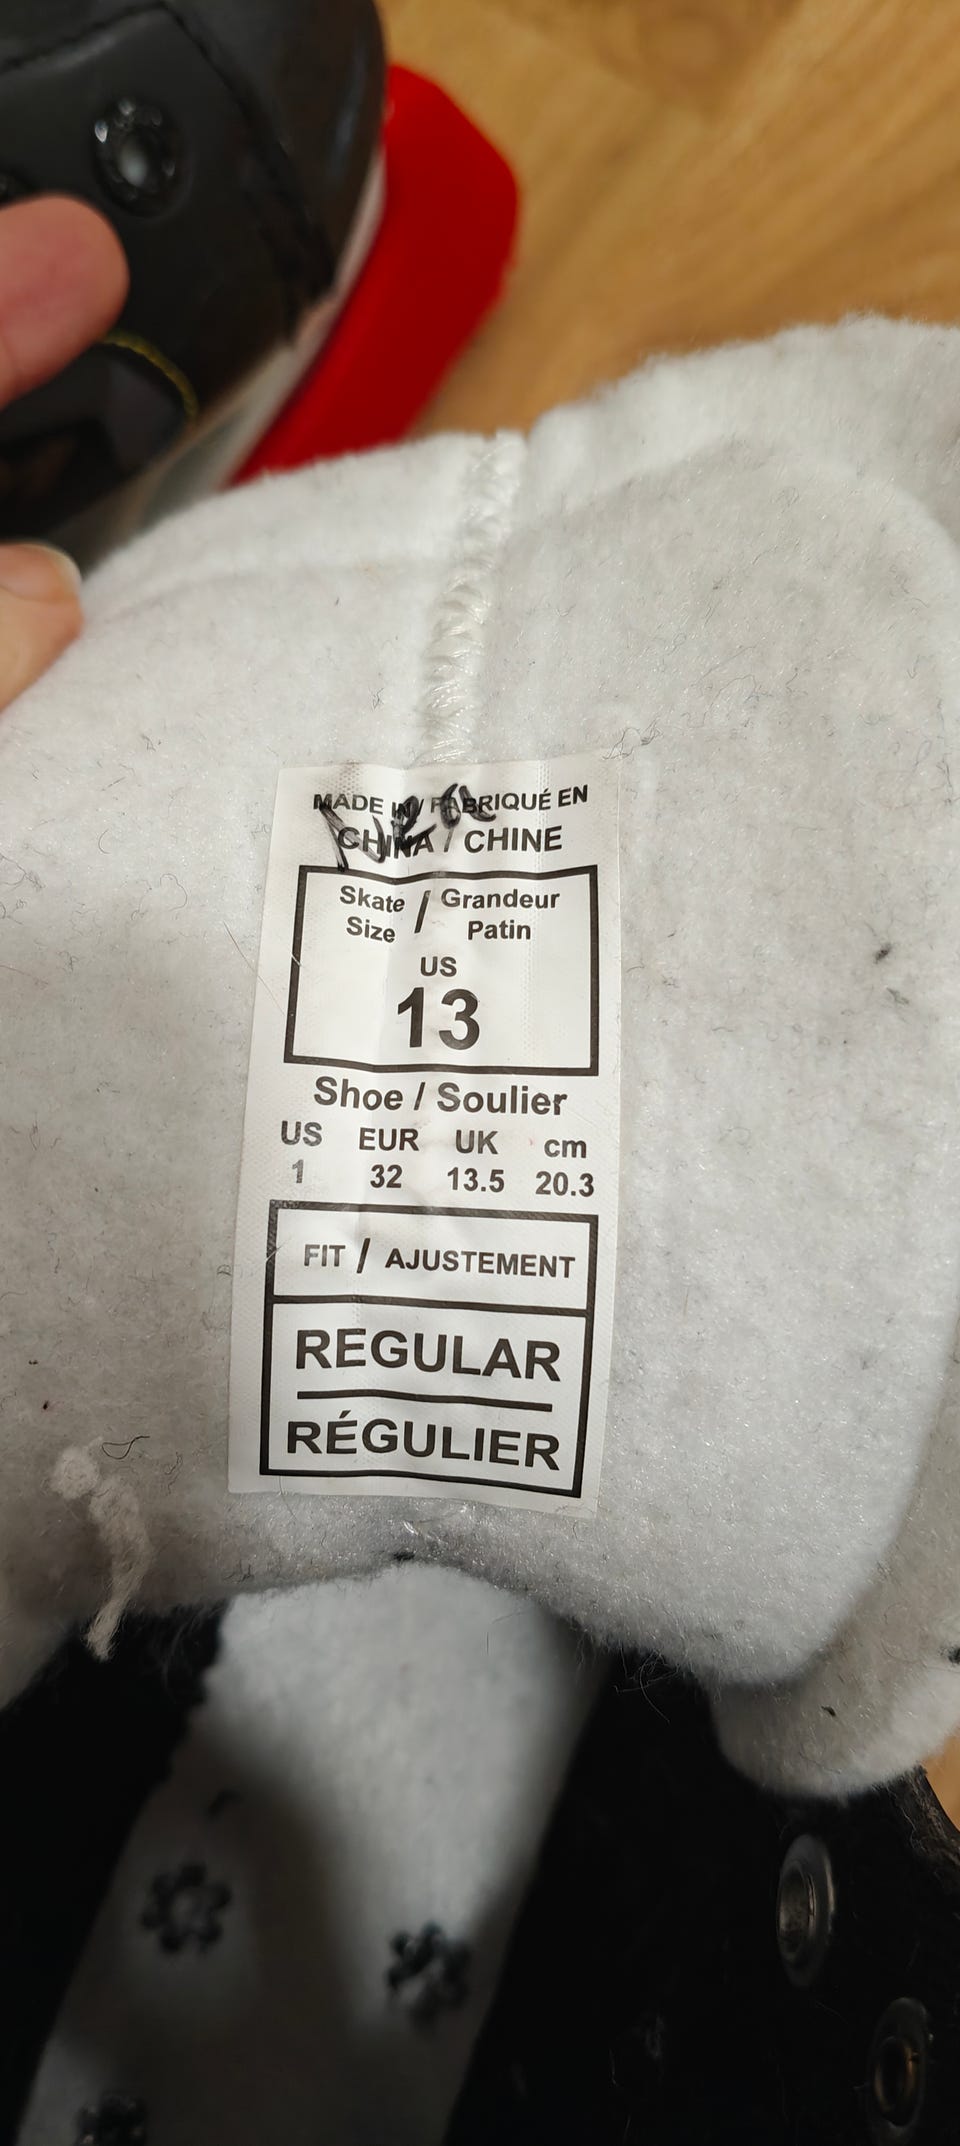 MADE IN / FABRIQUÉ EN
CHINA / CHINE
Skate Size / Grandeur Patin
US
13
Shoe / Soulier
US EUR UK cm
1 32 13.5 20.3
FIT / AJUSTEMENT
REGULAR
RÉGULIER